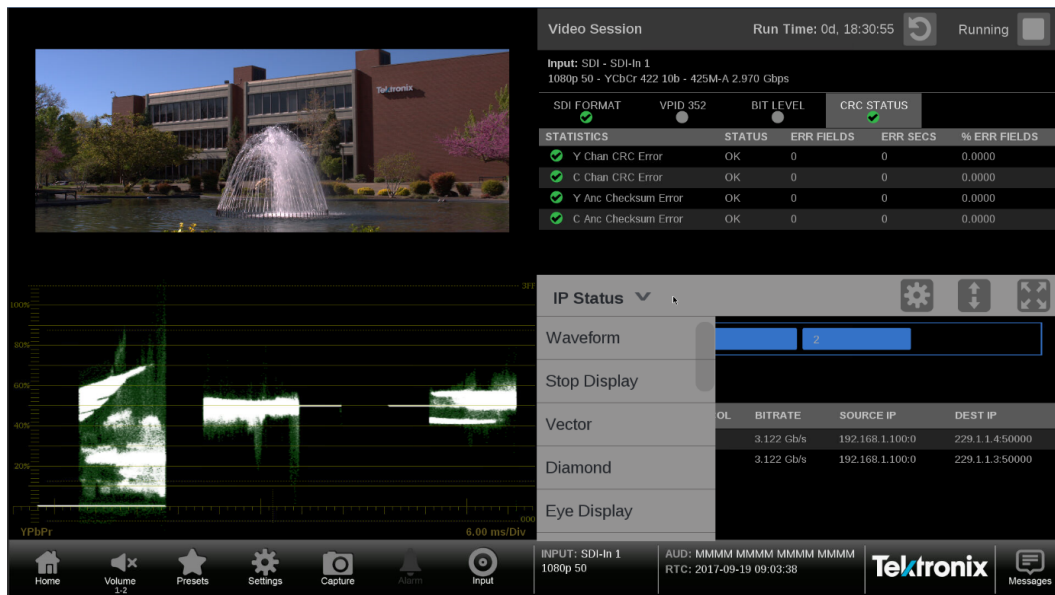 Tektronix
Video Session
Run Time: 0d, 18:30:55
Running
Input: SDI - SDI-In 1
1080p 50 - YCbCr 422 10b - 425M-A 2.970 Gbps
SDI FORMAT VPID 352 BIT LEVEL CRC STATUS
STATISTICS STATUS ERR FIELDS ERR SECS % ERR FIELDS
Y Chan CRC Error OK 0 0 0.0000
C Chan CRC Error OK 0 0 0.0000
Y Anc Checksum Error OK 0 0 0.0000
C Anc Checksum Error OK 0 0 0.0000
3FF
100%
80%
60%
40%
20%
000
YPbPr
6.00 ms/Div
IP Status
Waveform
Stop Display
Vector
Diamond
Eye Display
2
OL BITRATE SOURCE IP DEST IP
3.122 Gb/s 192.168.1.100:0 229.1.1.4:50000
3.122 Gb/s 192.168.1.100:0 229.1.1.3:50000
Home
Volume
1-2
Presets
Settings
Capture
Alarm
Input
INPUT: SDI-In 1
1080p 50
AUD: MMMM MMMM MMMM MMMM
RTC: 2017-09-19 09:03:38
Tektronix
Messages